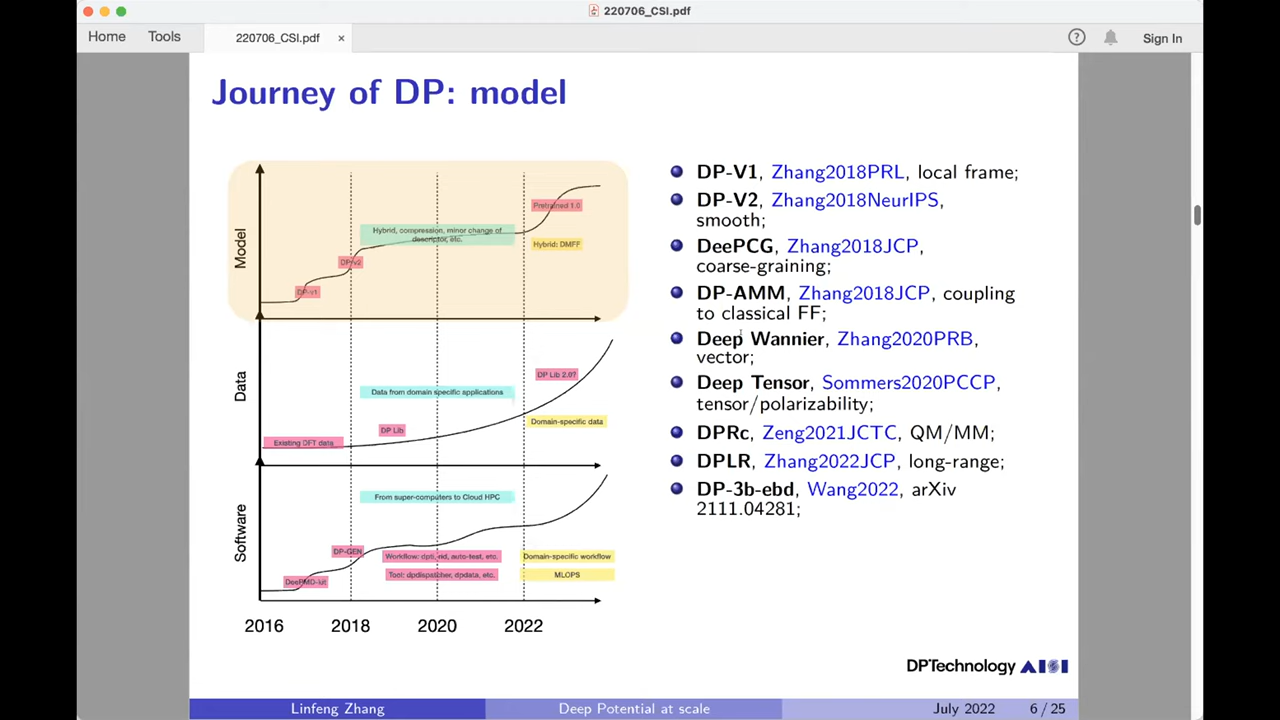 220706_CSI.pdf
Home
Tools
220706_CSI.pdf
×
?
Sign In
Journey of DP: model
Model
Pretrained 1.0
Hybrid, compression, minor change of
descriptor, etc.
Hybrid: DMFF
DP-v2
DP-v1
Data
DP Lib 2.0?
Data from domain specific applications
Domain-specific data
DP Lib
Existing DFT data
Software
From super-computers to Cloud HPC
DP-GEN
Workflow: dpti, rid, auto-test, etc.
Domain-specific workflow
Tool: dpdispatcher, dpdata, etc.
MLOPS
DeePMD-kit
2016 2018 2020 2022
DP-V1, Zhang2018PRL, local frame;
DP-V2, Zhang2018NeurIPS,
smooth;
DeePCG, Zhang2018JCP,
coarse-graining;
DP-AMM, Zhang2018JCP, coupling
to classical FF;
Deep Wannier, Zhang2020PRB,
vector;
Deep Tensor, Sommers2020PCCP,
tensor/polarizability;
DPRc, Zeng2021JCTC, QM/MM;
DPLR, Zhang2022JCP, long-range;
DP-3b-ebd, Wang2022, arXiv
2111.04281;
DPTechnology AISI
Linfeng Zhang
Deep Potential at scale
July 2022
6 / 25